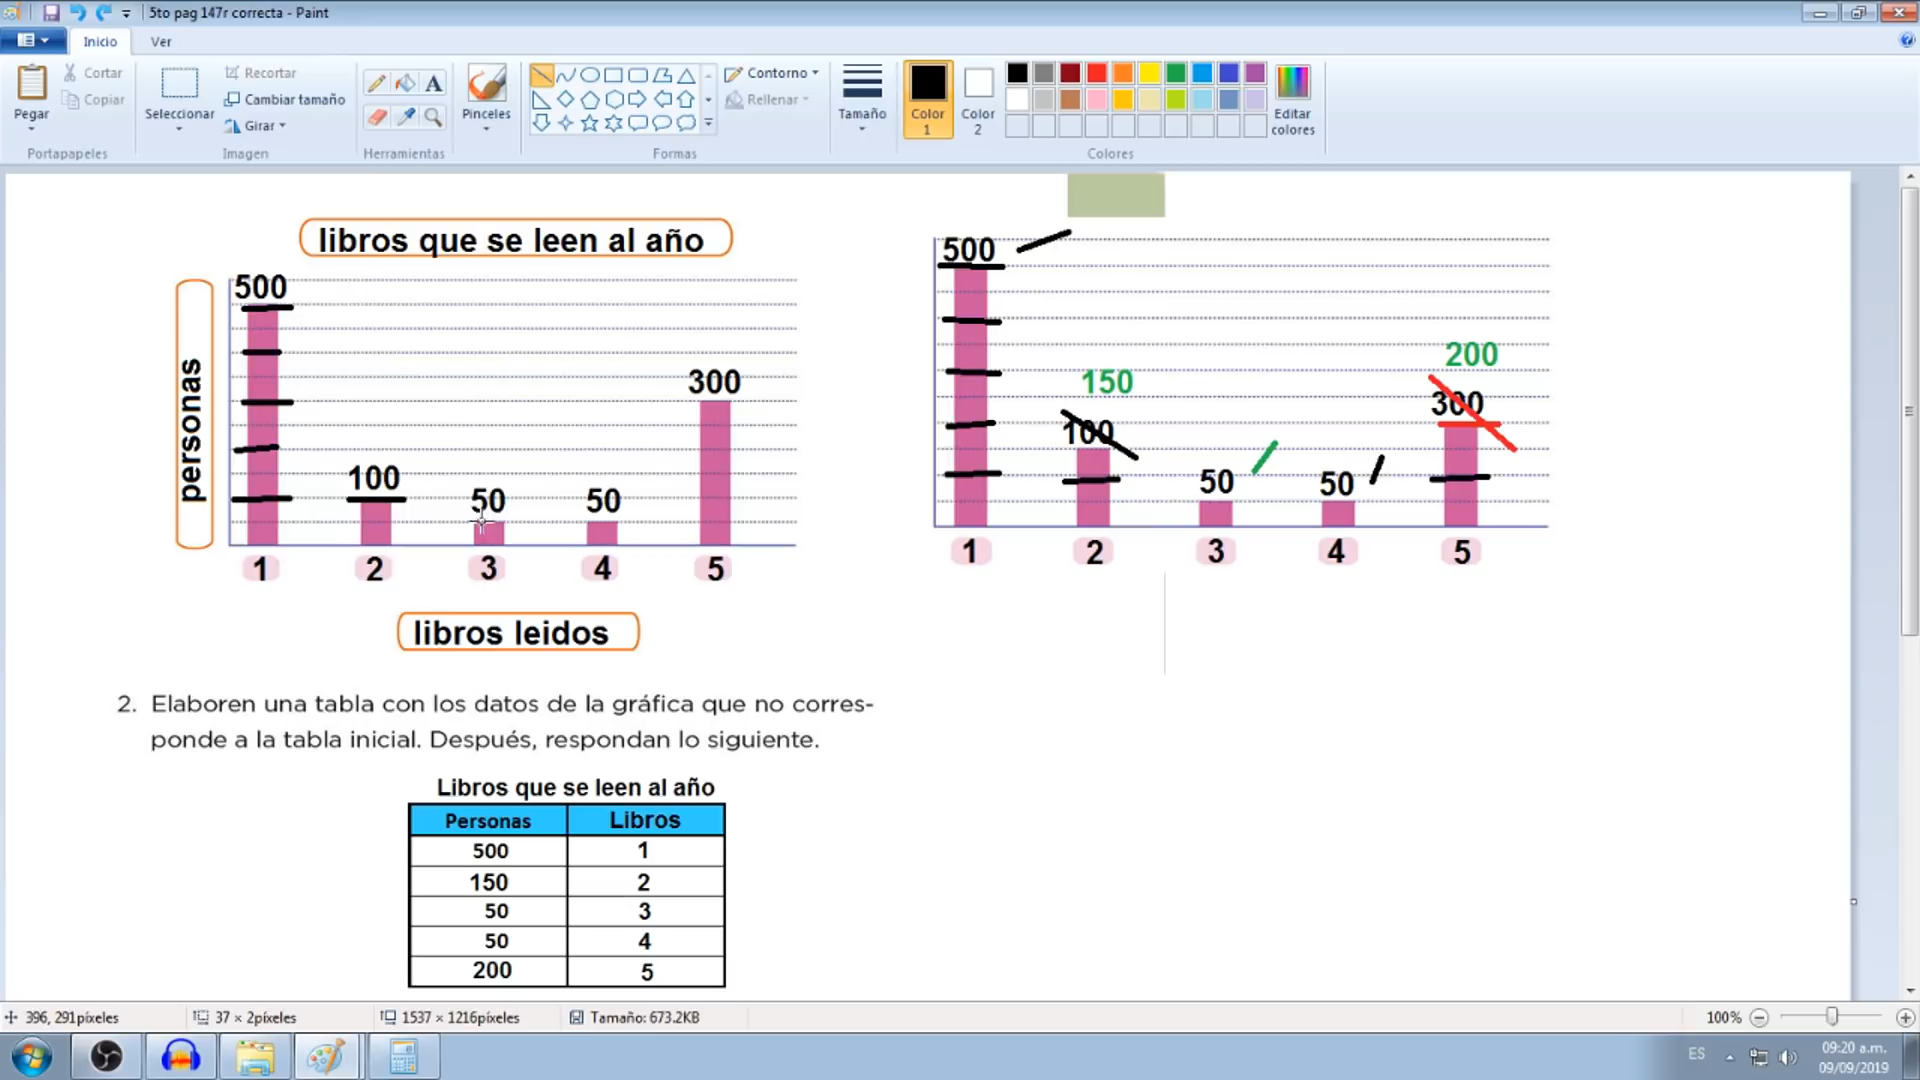 5to pag 147r correcta - Paint
Inicio
Ver
Pegar
Cortar
Copiar
Portapapeles
Seleccionar
Recortar
Cambiar tamaño
Girar
Imagen
A
Herramientas
Pinceles
Formas
Contorno
Rellenar
Tamaño
Color
1
Color
2
Colores
Editar
colores
libros que se leen al año
personas
500
100
50
50
300
1
2
3
4
5
libros leidos
500
150
100
50
50
200
300
1
2
3
4
5
2. Elaboren una tabla con los datos de la gráfica que no corres-
ponde a la tabla inicial. Después, respondan lo siguiente.
Libros que se leen al año
Personas Libros
500 1
150 2
50 3
50 4
200 5
396, 291píxeles
37 × 2píxeles
1537 × 1216píxeles
Tamaño: 673.2KB
100%
ES
09:20 a.m.
09/09/2019